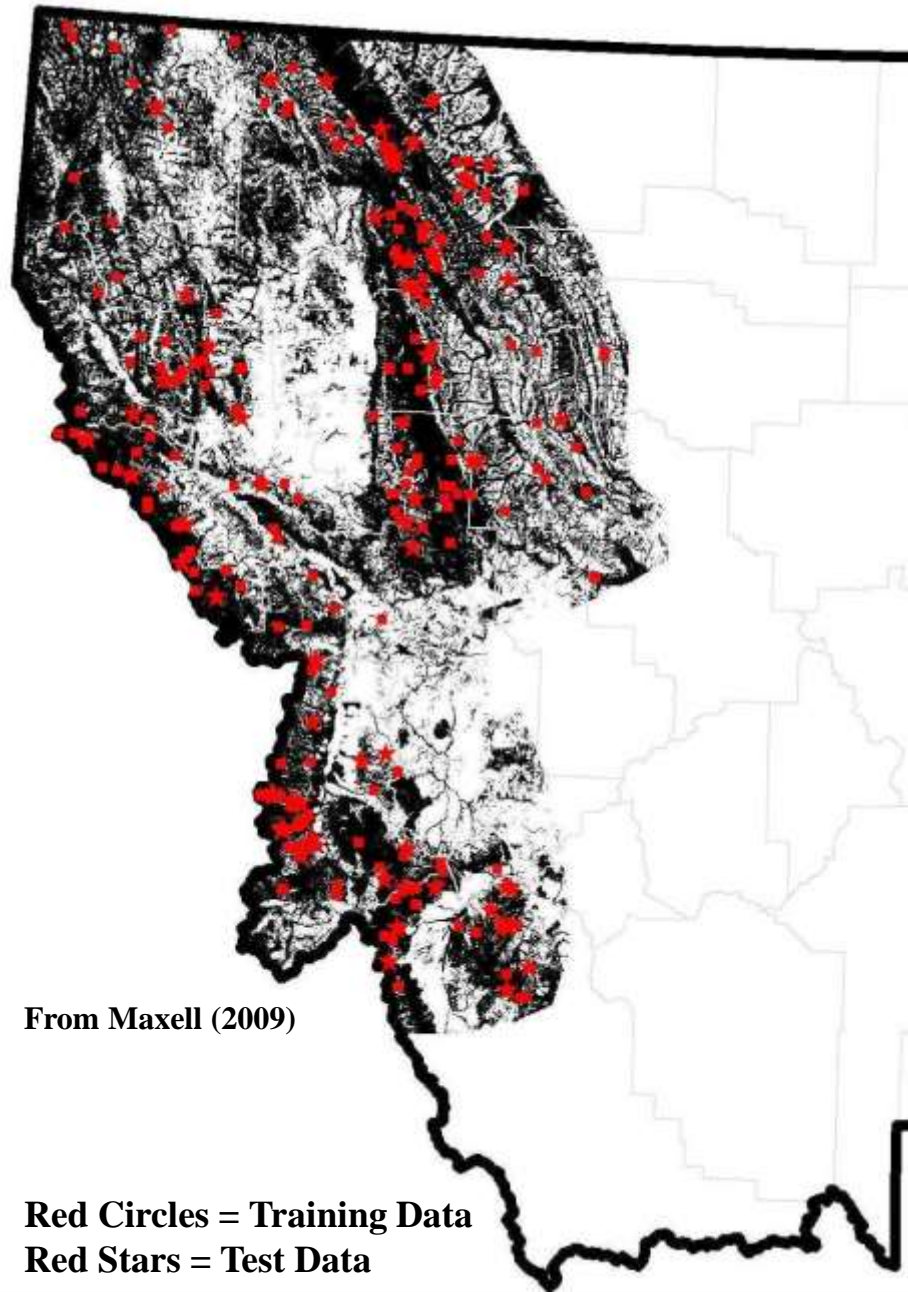 From Maxell (2009)
Red Circles = Training Data
Red Stars = Test Data